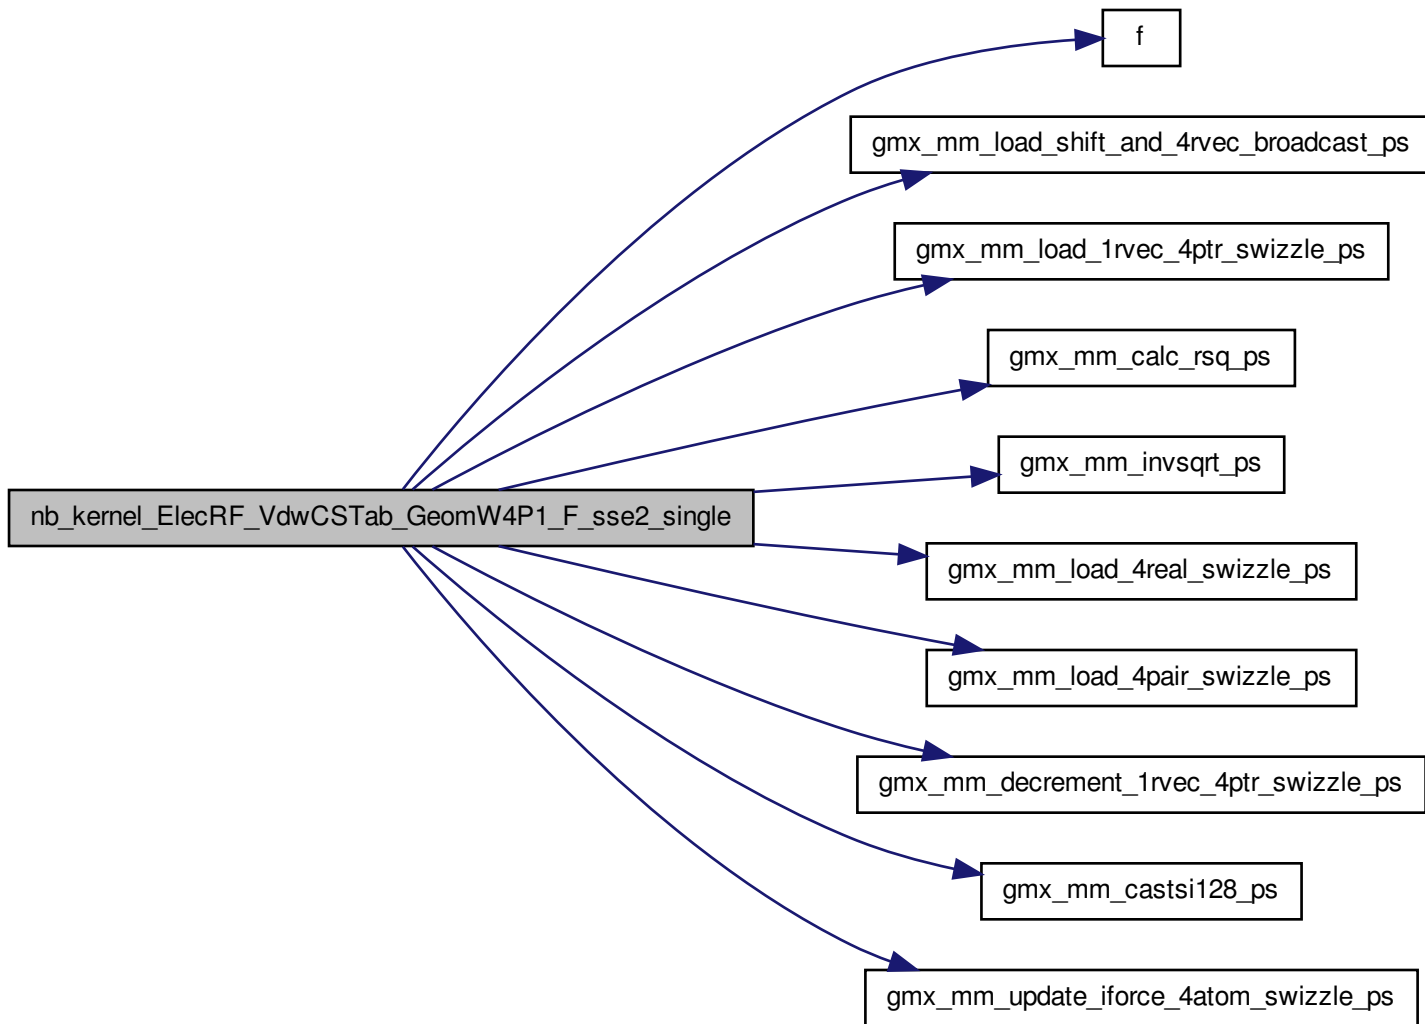 f
gmx_mm_load_shift_and_4rvec_broadcast_ps
gmx_mm_load_1rvec_4ptr_swizzle_ps
gmx_mm_calc_rsq_ps
gmx_mm_invsqrt_ps
nb_kernel_ElecRF_VdwCSTab_GeomW4P1_F_sse2_single
gmx_mm_load_4real_swizzle_ps
gmx_mm_load_4pair_swizzle_ps
gmx_mm_decrement_1rvec_4ptr_swizzle_ps
gmx_mm_castsi128_ps
gmx_mm_update_iforce_4atom_swizzle_ps